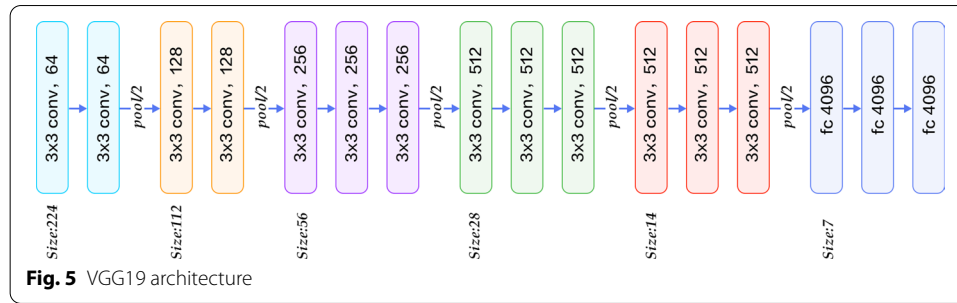 3x3 conv, 64
3x3 conv, 64
pool/2
3x3 conv, 128
3x3 conv, 128
pool/2
3x3 conv, 256
3x3 conv, 256
3x3 conv, 256
pool/2
3x3 conv, 512
3x3 conv, 512
3x3 conv, 512
pool/2
3x3 conv, 512
3x3 conv, 512
3x3 conv, 512
pool/2
fc 4096
fc 4096
fc 4096
Size:224
Size:112
Size:56
Size:28
Size:14
Size:7
Fig. 5 VGG19 architecture